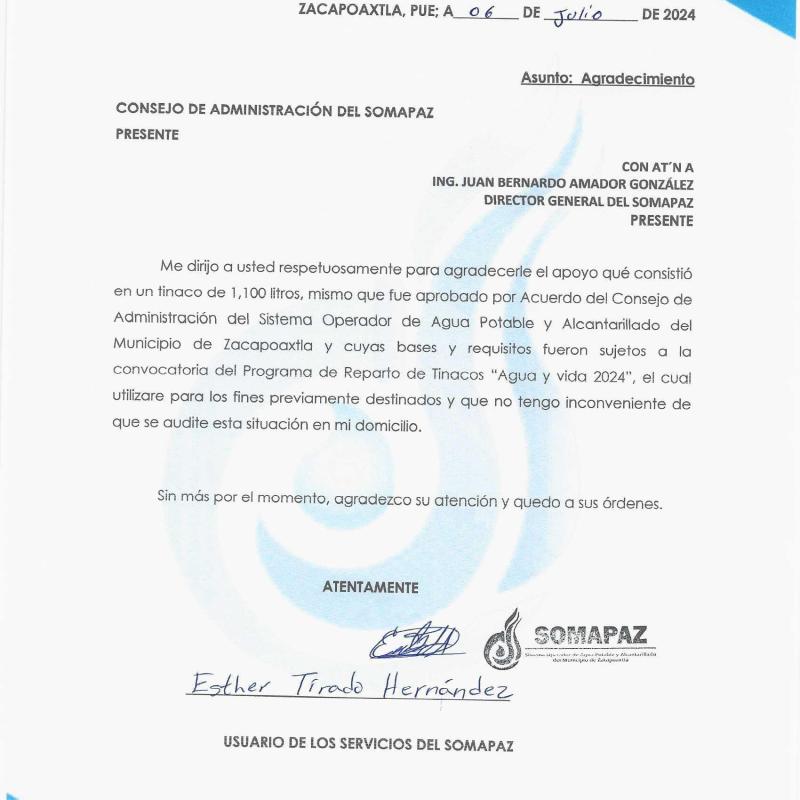 ZACAPOAXTLA, PUE; A 06 DE Julio DE 2024
Asunto: Agradecimiento
CONSEJO DE ADMINISTRACIÓN DEL SOMAPAZ
PRESENTE
CON AT´N A
ING. JUAN BERNARDO AMADOR GONZÁLEZ
DIRECTOR GENERAL DEL SOMAPAZ
PRESENTE
Me dirijo a usted respetuosamente para agradecerle el apoyo qué consistió
en un tinaco de 1,100 litros, mismo que fue aprobado por Acuerdo del Consejo de
Administración del Sistema Operador de Agua Potable y Alcantarillado del
Municipio de Zacapoaxtla y cuyas bases y requisitos fueron sujetos a la
convocatoria del Programa de Reparto de Tinacos “Agua y vida 2024”, el cual
utilizare para los fines previamente destinados y que no tengo inconveniente de
que se audite esta situación en mi domicilio.
Sin más por el momento, agradezco su atención y quedo a sus órdenes.
ATENTAMENTE
SOMAPAZ
Sistema Operador de Agua Potable y Alcantarillado
del Municipio de Zacapoaxtla
Esther Tirado Hernández
USUARIO DE LOS SERVICIOS DEL SOMAPAZ